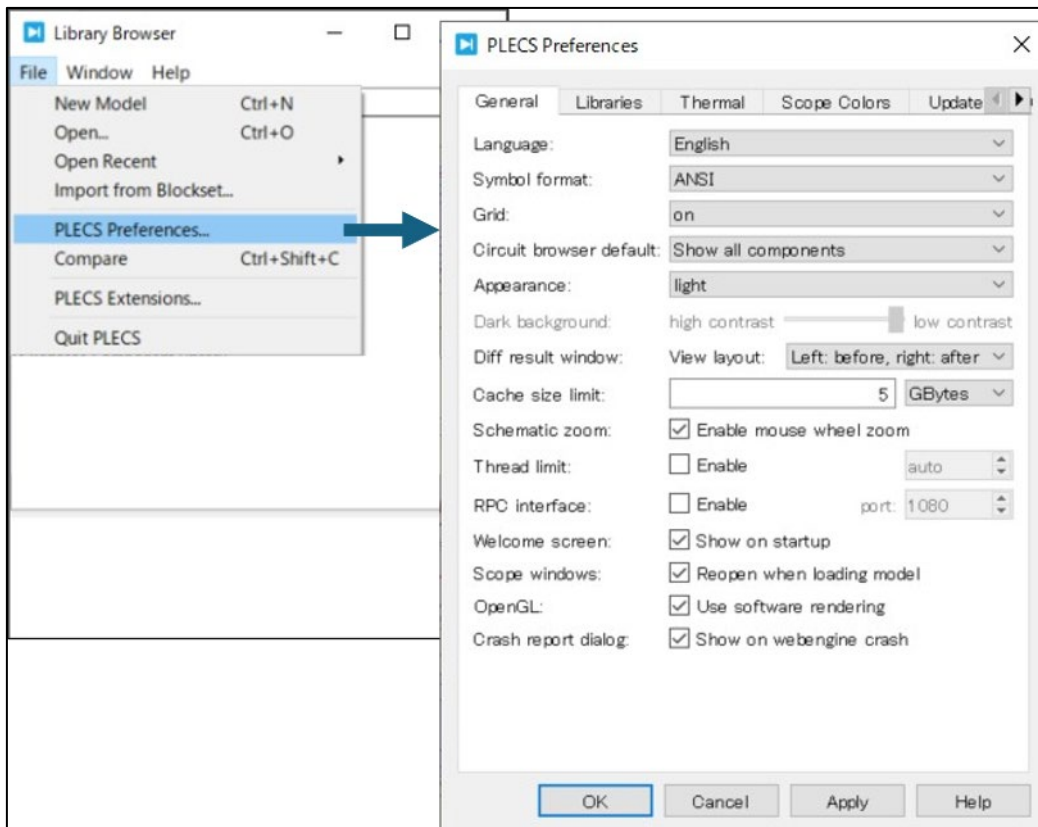 Library Browser
File Window Help
New Model Ctrl+N
Open... Ctrl+O
Open Recent
Import from Blockset...
PLECS Preferences...
Compare Ctrl+Shift+C
PLECS Extensions...
Quit PLECS
PLECS Preferences
General Libraries Thermal Scope Colors Update
Language: English
Symbol format: ANSI
Grid: on
Circuit browser default: Show all components
Appearance: light
Dark background: high contrast low contrast
Diff result window: View layout: Left: before, right: after
Cache size limit: 5 GBytes
Schematic zoom: Enable mouse wheel zoom
Thread limit: Enable auto
RPC interface: Enable port: 1080
Welcome screen: Show on startup
Scope windows: Reopen when loading model
OpenGL: Use software rendering
Crash report dialog: Show on webengine crash
OK Cancel Apply Help